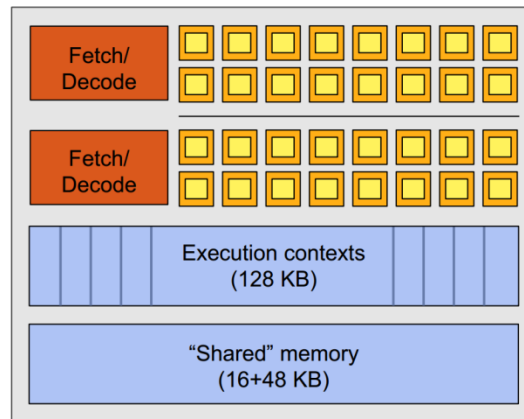 Fetch/
Decode
Fetch/
Decode
Execution contexts
(128 KB)
“Shared” memory
(16+48 KB)